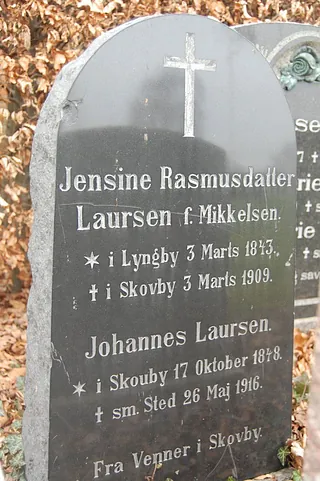 Jensine Rasmusdatter
Laursen f. Mikkelsen.
* i Lyngby 3 Marts 1843.
† i Skovby 3 Marts 1909.
Johannes Laursen.
* i Skouby 17 Oktober 1848.
† sm. Sted 26 Maj 1916.
Fra Venner i Skovby.